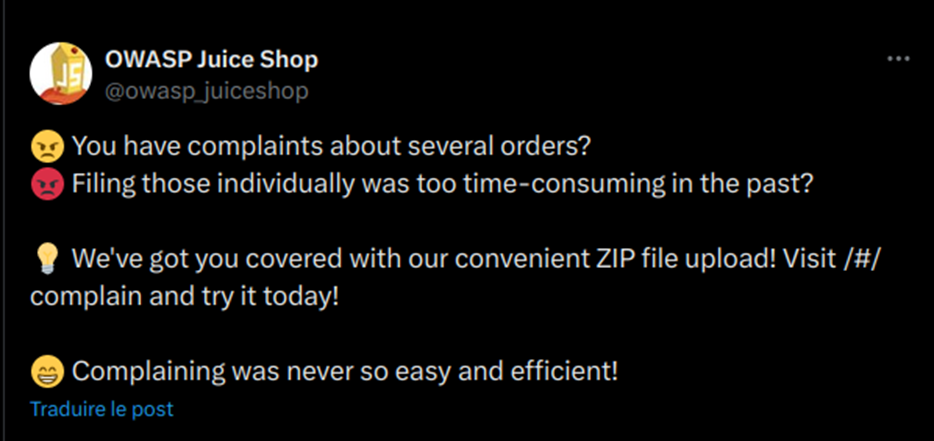 OWASP Juice Shop
@owasp_juiceshop
😠 You have complaints about several orders?
😡 Filing those individually was too time-consuming in the past?
💡 We've got you covered with our convenient ZIP file upload! Visit /#/
complain and try it today!
😁 Complaining was never so easy and efficient!
Traduire le post